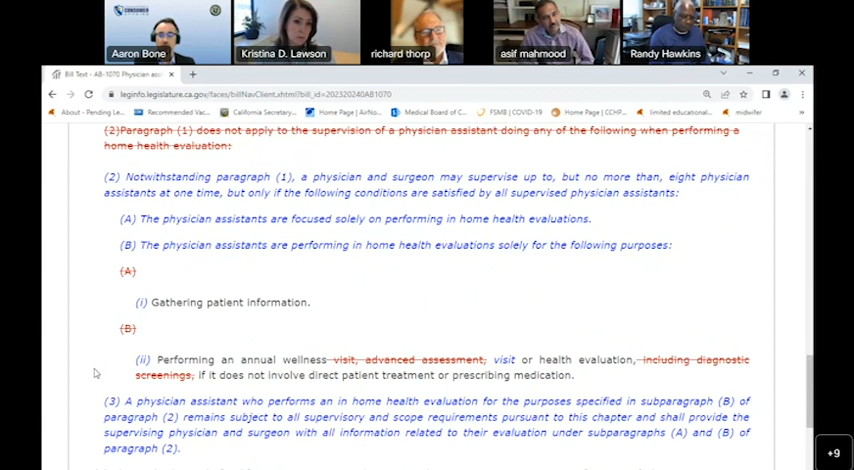 CONSUMER
Aaron Bone
Kristina D. Lawson
richard thorp
asif mahmood
Randy Hawkins
Bill Text - AB-1070 Physician assi
leginfo.legislature.ca.gov/faces/billNavClient.xhtml?bill_id=202320240AB1070
About - Pending Le...
Recommended Vac...
California Secretary...
Home Page | AirNo...
Medical Board of C...
FSMB | COVID-19
Home Page | CCHP...
limited educational...
midwifer
(2)Paragraph (1) does not apply to the supervision of a physician assistant doing any of the following when performing a
home health evaluation:
(2) Notwithstanding paragraph (1), a physician and surgeon may supervise up to, but no more than, eight physician
assistants at one time, but only if the following conditions are satisfied by all supervised physician assistants:
(A) The physician assistants are focused solely on performing in home health evaluations.
(B) The physician assistants are performing in home health evaluations solely for the following purposes:
(A)
(i) Gathering patient information.
(B)
(ii) Performing an annual wellness visit, advanced assessment, visit or health evaluation, including diagnostic
screenings, if it does not involve direct patient treatment or prescribing medication.
(3) A physician assistant who performs an in home health evaluation for the purposes specified in subparagraph (B) of
paragraph (2) remains subject to all supervisory and scope requirements pursuant to this chapter and shall provide the
supervising physician and surgeon with all information related to their evaluation under subparagraphs (A) and (B) of
paragraph (2).
+9